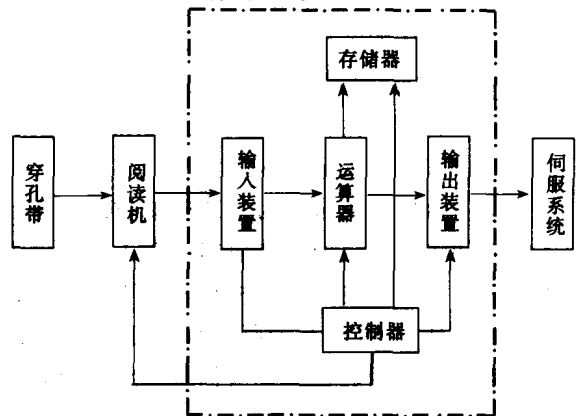 存储器
穿孔带
阅读机
输入装置
运算器
输出装置
伺服系统
控制器